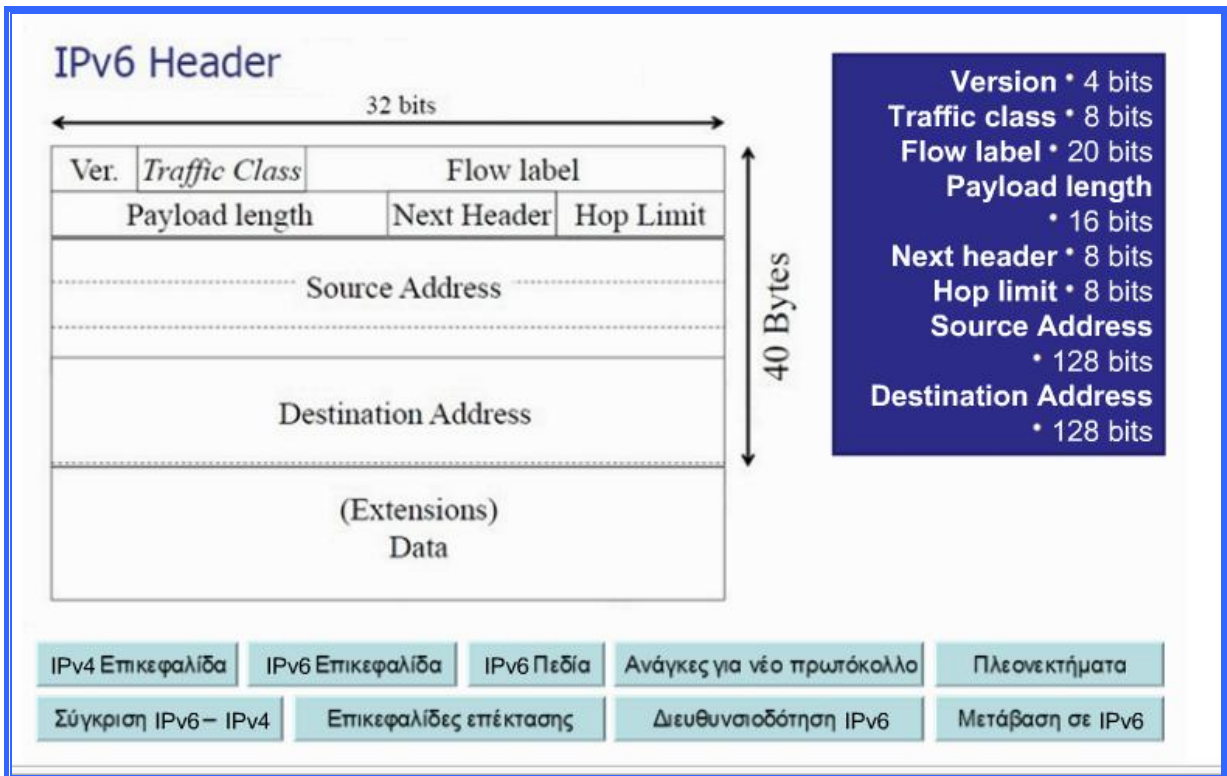 IPv6 Header
32 bits
Ver. Traffic Class Flow label
Payload length Next Header Hop Limit
Source Address
Destination Address
40 Bytes
(Extensions)
Data
Version • 4 bits
Traffic class • 8 bits
Flow label • 20 bits
Payload length
• 16 bits
Next header • 8 bits
Hop limit • 8 bits
Source Address
• 128 bits
Destination Address
• 128 bits
IPv4 Επικεφαλίδα IPv6 Επικεφαλίδα IPv6 Πεδία Ανάγκες για νέο πρωτόκολλο Πλεονεκτήματα
Σύγκριση IPv6 – IPv4 Επικεφαλίδες επέκτασης Διευθυνσιοδότηση IPv6 Μετάβαση σε IPv6